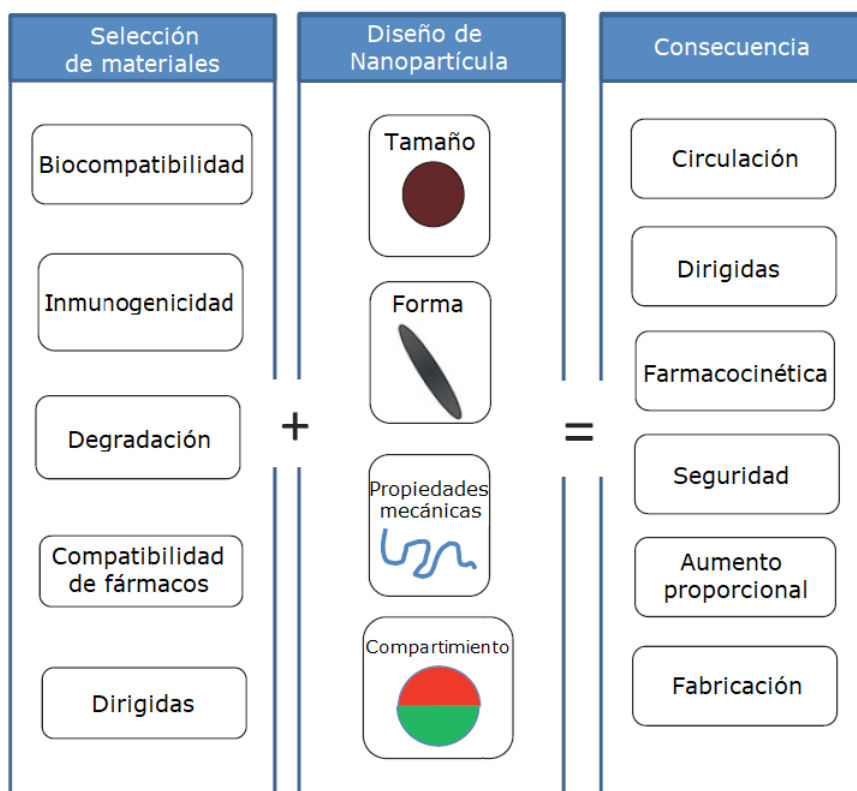 Selección
de materiales
Biocompatibilidad
Inmunogenicidad
Degradación
Compatibilidad
de fármacos
Dirigidas
+
Diseño de
Nanopartícula
Tamaño
Forma
Propiedades
mecánicas
Compartimiento
=
Consecuencia
Circulación
Dirigidas
Farmacocinética
Seguridad
Aumento
proporcional
Fabricación